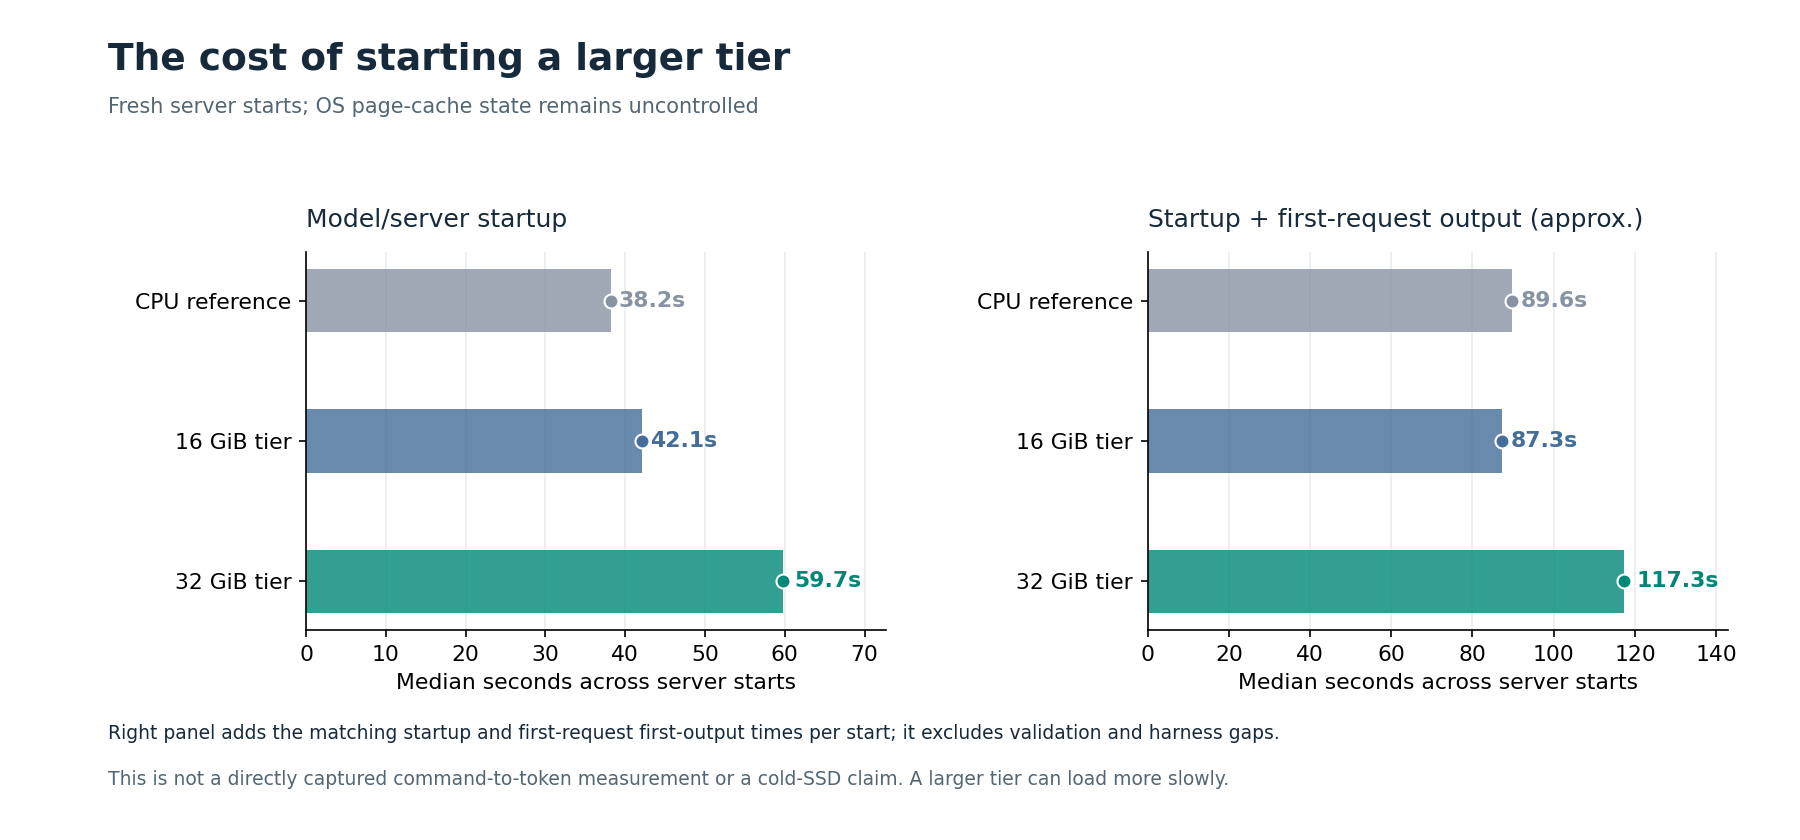 The cost of starting a larger tier
Fresh server starts; OS page-cache state remains uncontrolled
Model/server startup
CPU reference
38.2s
16 GiB tier
42.1s
32 GiB tier
59.7s
0 10 20 30 40 50 60 70
Median seconds across server starts
Startup + first-request output (approx.)
CPU reference
89.6s
16 GiB tier
87.3s
32 GiB tier
117.3s
0 20 40 60 80 100 120 140
Median seconds across server starts
Right panel adds the matching startup and first-request first-output times per start; it excludes validation and harness gaps.
This is not a directly captured command-to-token measurement or a cold-SSD claim. A larger tier can load more slowly.